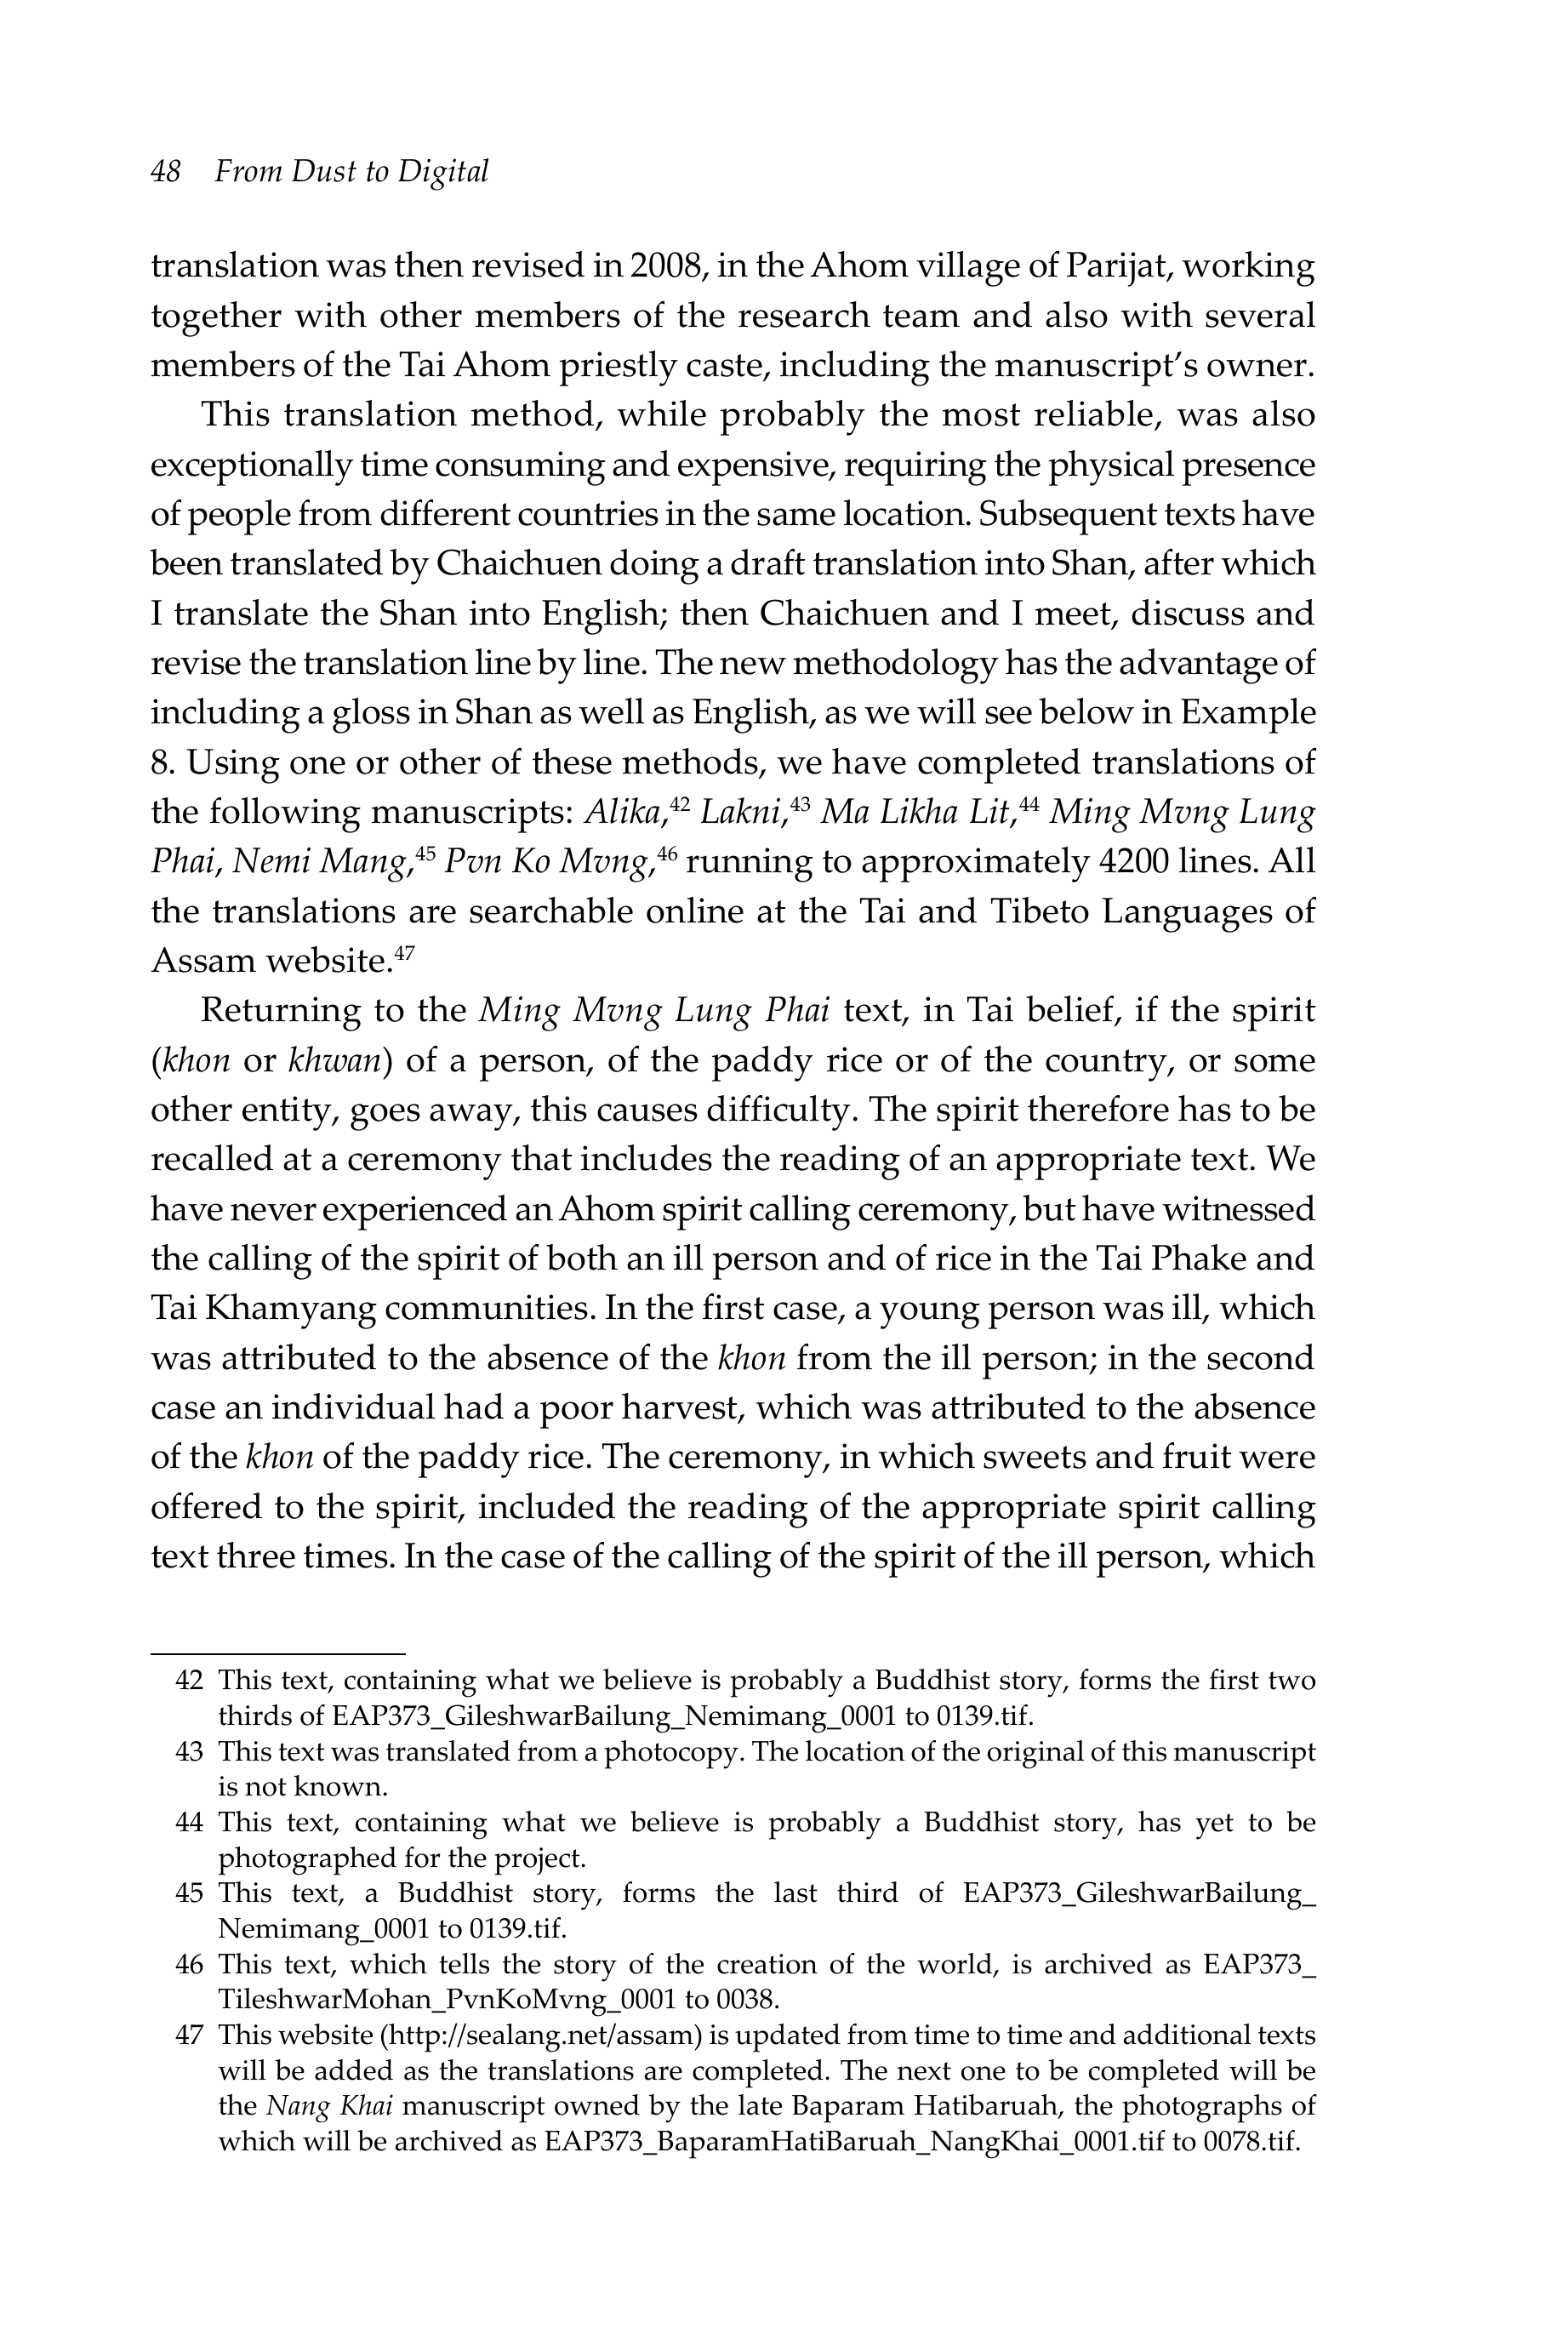 48 From Dust to Digital
translation was then revised in 2008, in the Ahom village of Parijat, working
together with other members of the research team and also with several
members of the Tai Ahom priestly caste, including the manuscript's owner.
This translation method, while probably the most reliable, was also
exceptionally time consuming and expensive, requiring the physical presence
of people from different countries in the same location. Subsequent texts have
been translated by Chaichuen doing a draft translation into Shan, after which
I translate the Shan into English; then Chaichuen and I meet, discuss and
revise the translation line by line. The new methodology has the advantage of
including a gloss in Shan as well as English, as we will see below in Example
8. Using one or other of these methods, we have completed translations of
the following manuscripts: Alika,42 Lakni,43 Ma Likha Lit,44 Ming Mvng Lung
Phai, Nemi Mang,45 Pvn Ko Mvng,46 running to approximately 4200 lines. All
the translations are searchable online at the Tai and Tibeto Languages of
Assam website.47
Returning to the Ming Mvng Lung Phai text, in Tai belief, if the spirit
(khon or khwan) of a person, of the paddy rice or of the country, or some
other entity, goes away, this causes difficulty. The spirit therefore has to be
recalled at a ceremony that includes the reading of an appropriate text. We
have never experienced an Ahom spirit calling ceremony, but have witnessed
the calling of the spirit of both an ill person and of rice in the Tai Phake and
Tai Khamyang communities. In the first case, a young person was ill, which
was attributed to the absence of the khon from the ill person; in the second
case an individual had a poor harvest, which was attributed to the absence
of the khon of the paddy rice. The ceremony, in which sweets and fruit were
offered to the spirit, included the reading of the appropriate spirit calling
text three times. In the case of the calling of the spirit of the ill person, which
42 This text, containing what we believe is probably a Buddhist story, forms the first two
thirds of EAP373_GileshwarBailung_Nemimang_0001 to 0139.tif.
43 This text was translated from a photocopy. The location of the original of this manuscript
is not known.
44 This text, containing what we believe is probably a Buddhist story, has yet to be
photographed for the project.
45 This text, a Buddhist story, forms the last third of EAP373_GileshwarBailung_
Nemimang_0001 to 0139.tif.
46 This text, which tells the story of the creation of the world, is archived as EAP373_
TileshwarMohan_PvnKoMvng_0001 to 0038.
47 This website (http://sealang.net/assam) is updated from time to time and additional texts
will be added as the translations are completed. The next one to be completed will be
the Nang Khai manuscript owned by the late Baparam Hatibaruah, the photographs of
which will be archived as EAP373_BaparamHatiBaruah_NangKhai_0001.tif to 0078.tif.